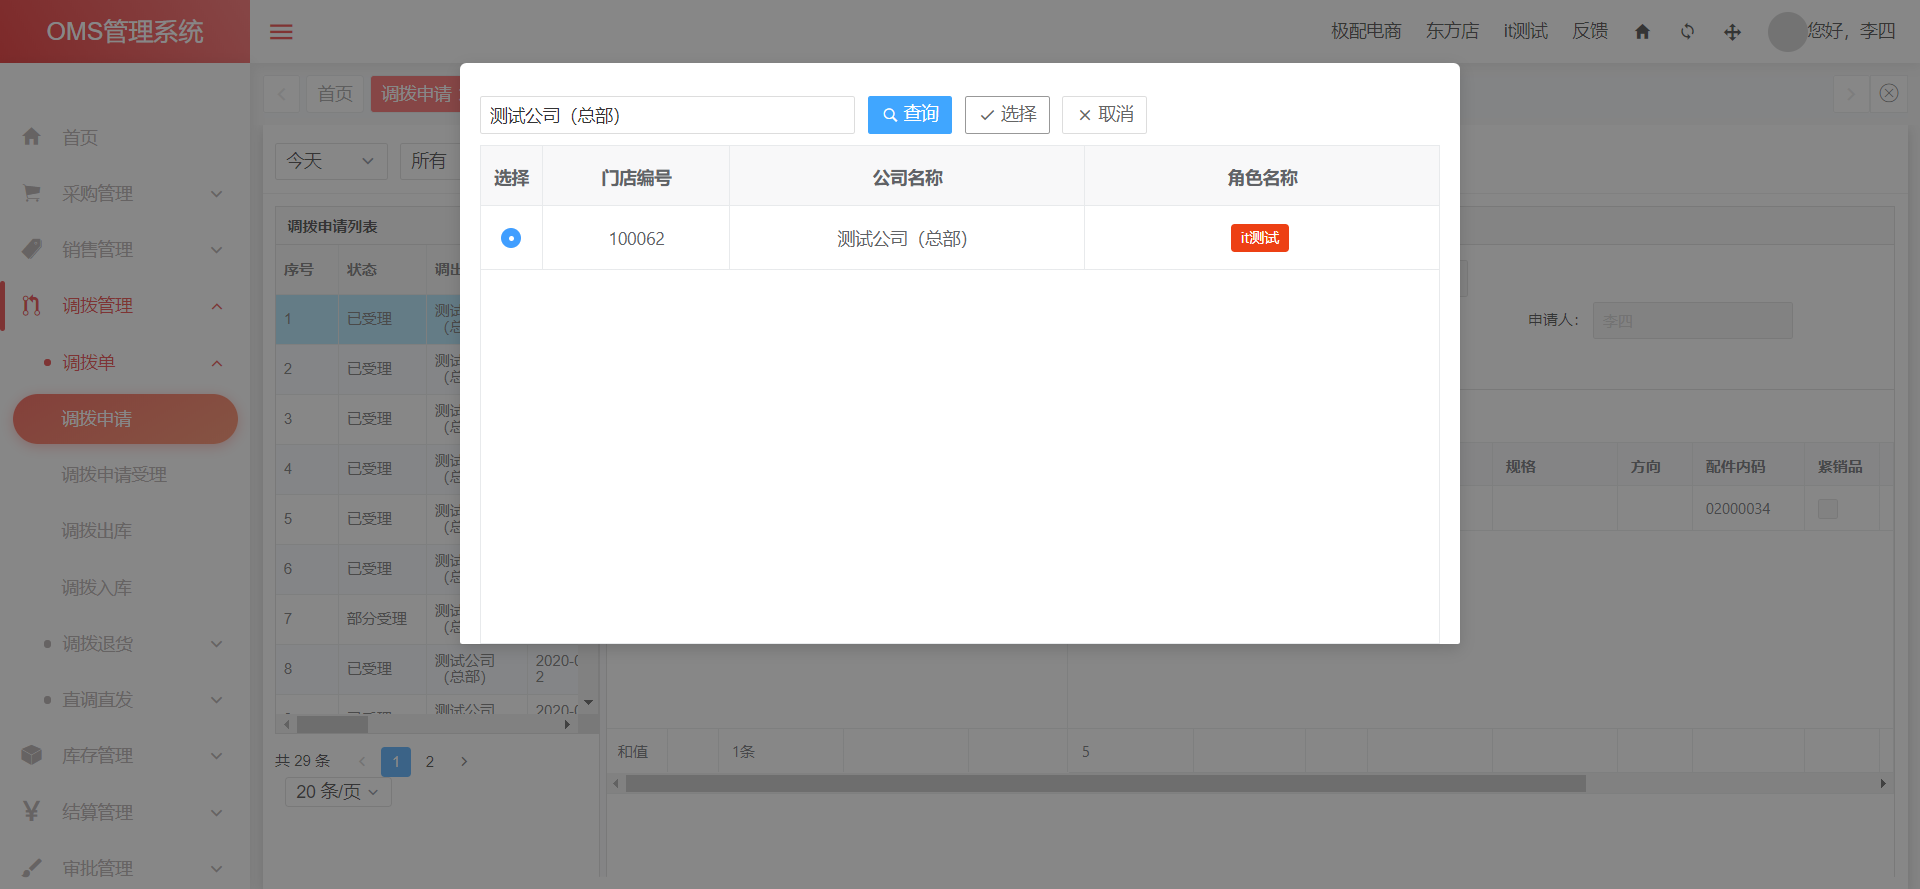 OMS管理系统
极配电商 东方店 it测试 反馈 您好，李四
首页 调拨申请
首页
采购管理
销售管理
调拨管理
调拨单
调拨申请
调拨申请受理
调拨出库
调拨入库
调拨退货
直调直发
库存管理
结算管理
审批管理
今天 所有
调拨申请列表
序号 状态 调出
1 已受理 测试
（总
2 已受理 测试
（总
3 已受理 测试
（总
4 已受理 测试
（总
5 已受理 测试
（总
6 已受理 测试
（总
7 部分受理 测试
（总
8 已受理 测试公司 2020-0
（总部） 2
已受理 测试公司 2020-0
共 29 条 1 2
20 条/页
测试公司（总部） 查询 选择 取消
选择 门店编号 公司名称 角色名称
100062 测试公司（总部） it测试
申请人： 李四
规格 方向 配件内码 紧销品
02000034
和值 1条 5